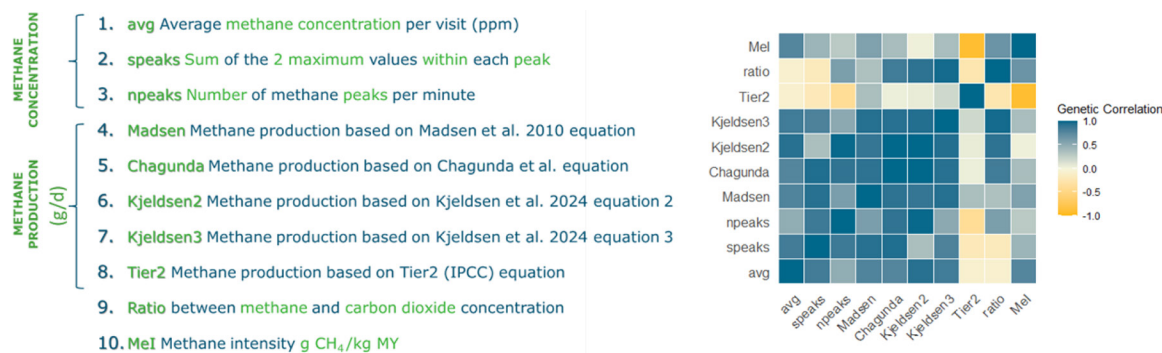 METHANE
CONCENTRATION
1. avg Average methane concentration per visit (ppm)
2. speaks Sum of the 2 maximum values within each peak
3. npeaks Number of methane peaks per minute
METHANE
PRODUCTION
(g/d)
4. Madsen Methane production based on Madsen et al. 2010 equation
5. Chagunda Methane production based on Chagunda et al. equation
6. Kjeldsen2 Methane production based on Kjeldsen et al. 2024 equation 2
7. Kjeldsen3 Methane production based on Kjeldsen et al. 2024 equation 3
8. Tier2 Methane production based on Tier2 (IPCC) equation
9. Ratio between methane and carbon dioxide concentration
10. MeI Methane intensity g CH₄/kg MY
MeI
ratio
Tier2
Kjeldsen3
Kjeldsen2
Chagunda
Madsen
npeaks
speaks
avg
avg
speaks
npeaks
Madsen
Chagunda
Kjeldsen2
Kjeldsen3
Tier2
ratio
MeI
Genetic Correlation
1.0
0.5
0.0
-0.5
-1.0